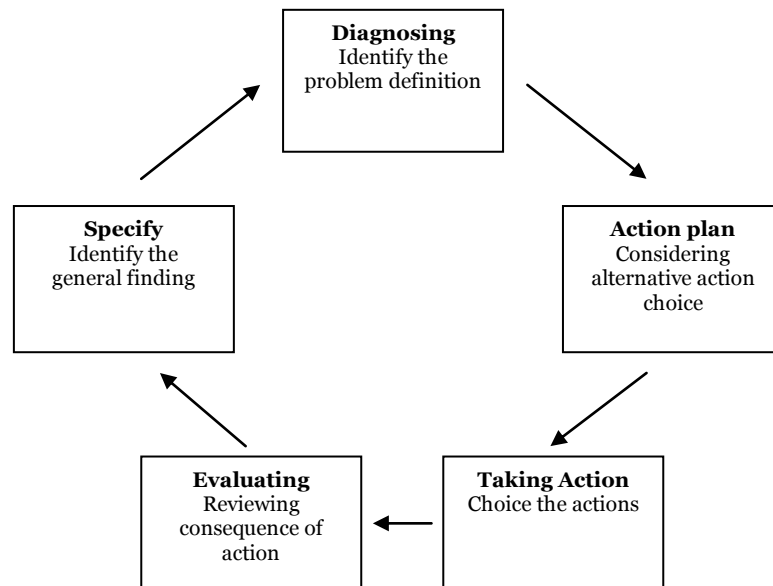 Diagnosing
Identify the
problem definition
Specify
Identify the
general finding
Action plan
Considering
alternative action
choice
Evaluating
Reviewing
consequence of
action
Taking Action
Choice the actions